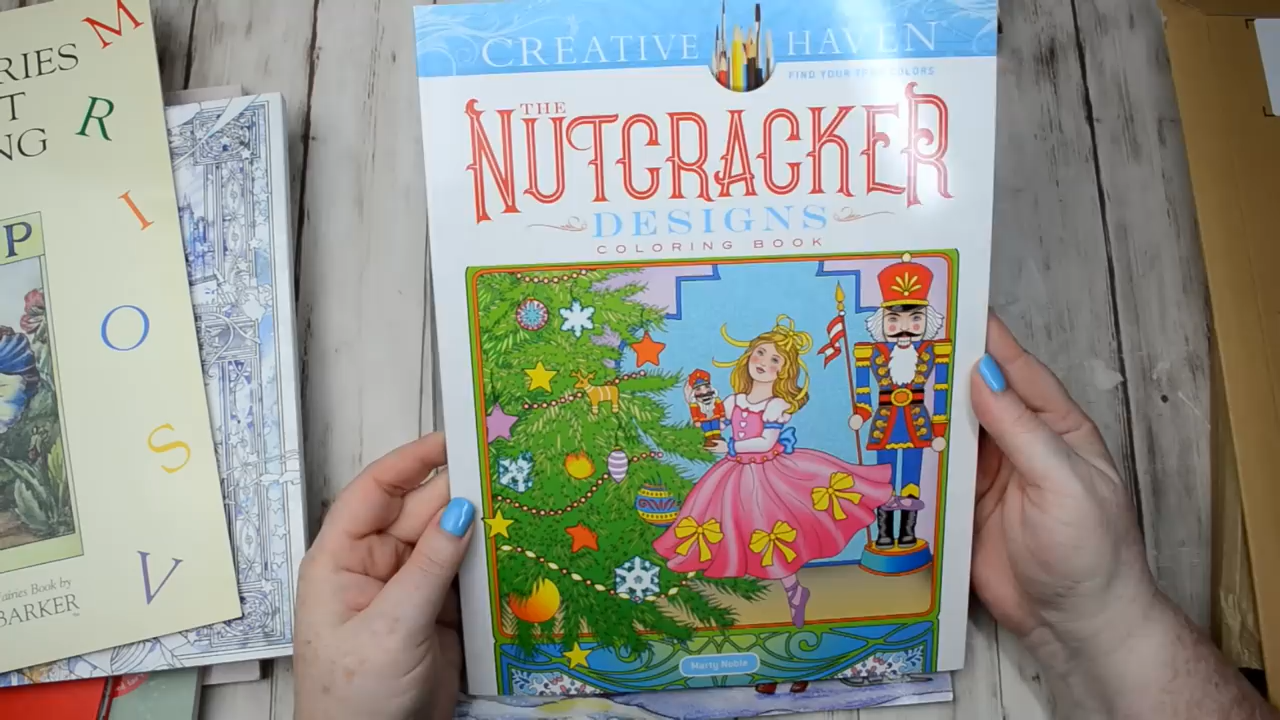 RIES
T
NG
M
R
I
O
S
V
P
airies Book by
BARKER
CREATIVE HAVEN
FIND YOUR TRUE COLORS
THE
NUTCRACKER
DESIGNS
COLORING BOOK
Marty Noble